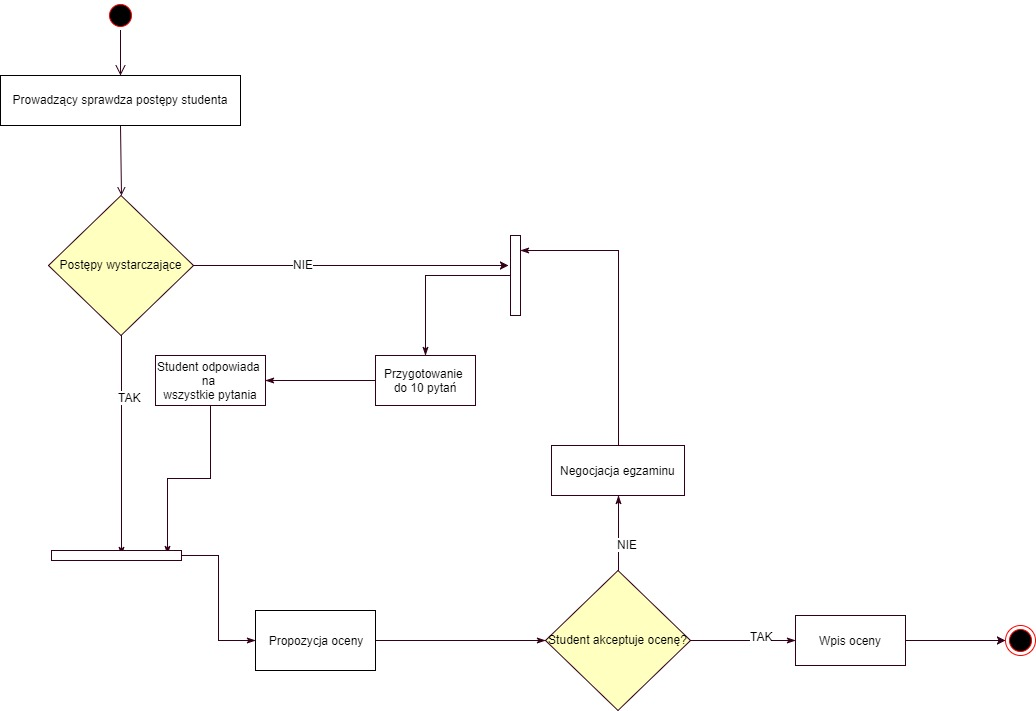 Prowadzący sprawdza postępy studenta
Postępy wystarczające
NIE
Student odpowiada
na
wszystkie pytania
Przygotowanie
do 10 pytań
TAK
Negocjacja egzaminu
NIE
Propozycja oceny
Student akceptuje ocenę?
TAK
Wpis oceny